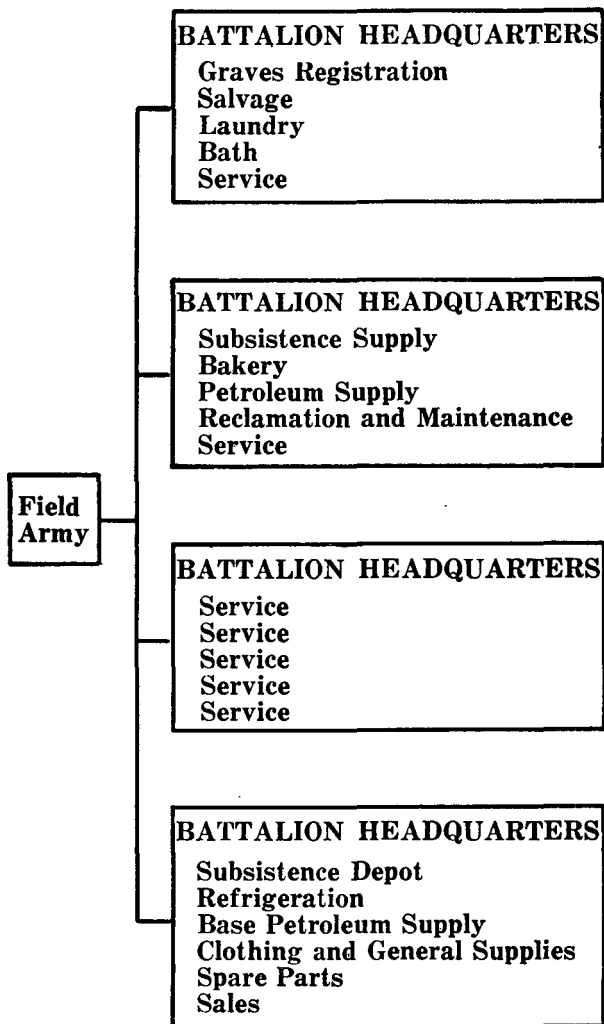 BATTALION HEADQUARTERS
Graves Registration
Salvage
Laundry
Bath
Service
BATTALION HEADQUARTERS
Subsistence Supply
Bakery
Petroleum Supply
Reclamation and Maintenance
Service
Field
Army
BATTALION HEADQUARTERS
Service
Service
Service
Service
Service
BATTALION HEADQUARTERS
Subsistence Depot
Refrigeration
Base Petroleum Supply
Clothing and General Supplies
Spare Parts
Sales